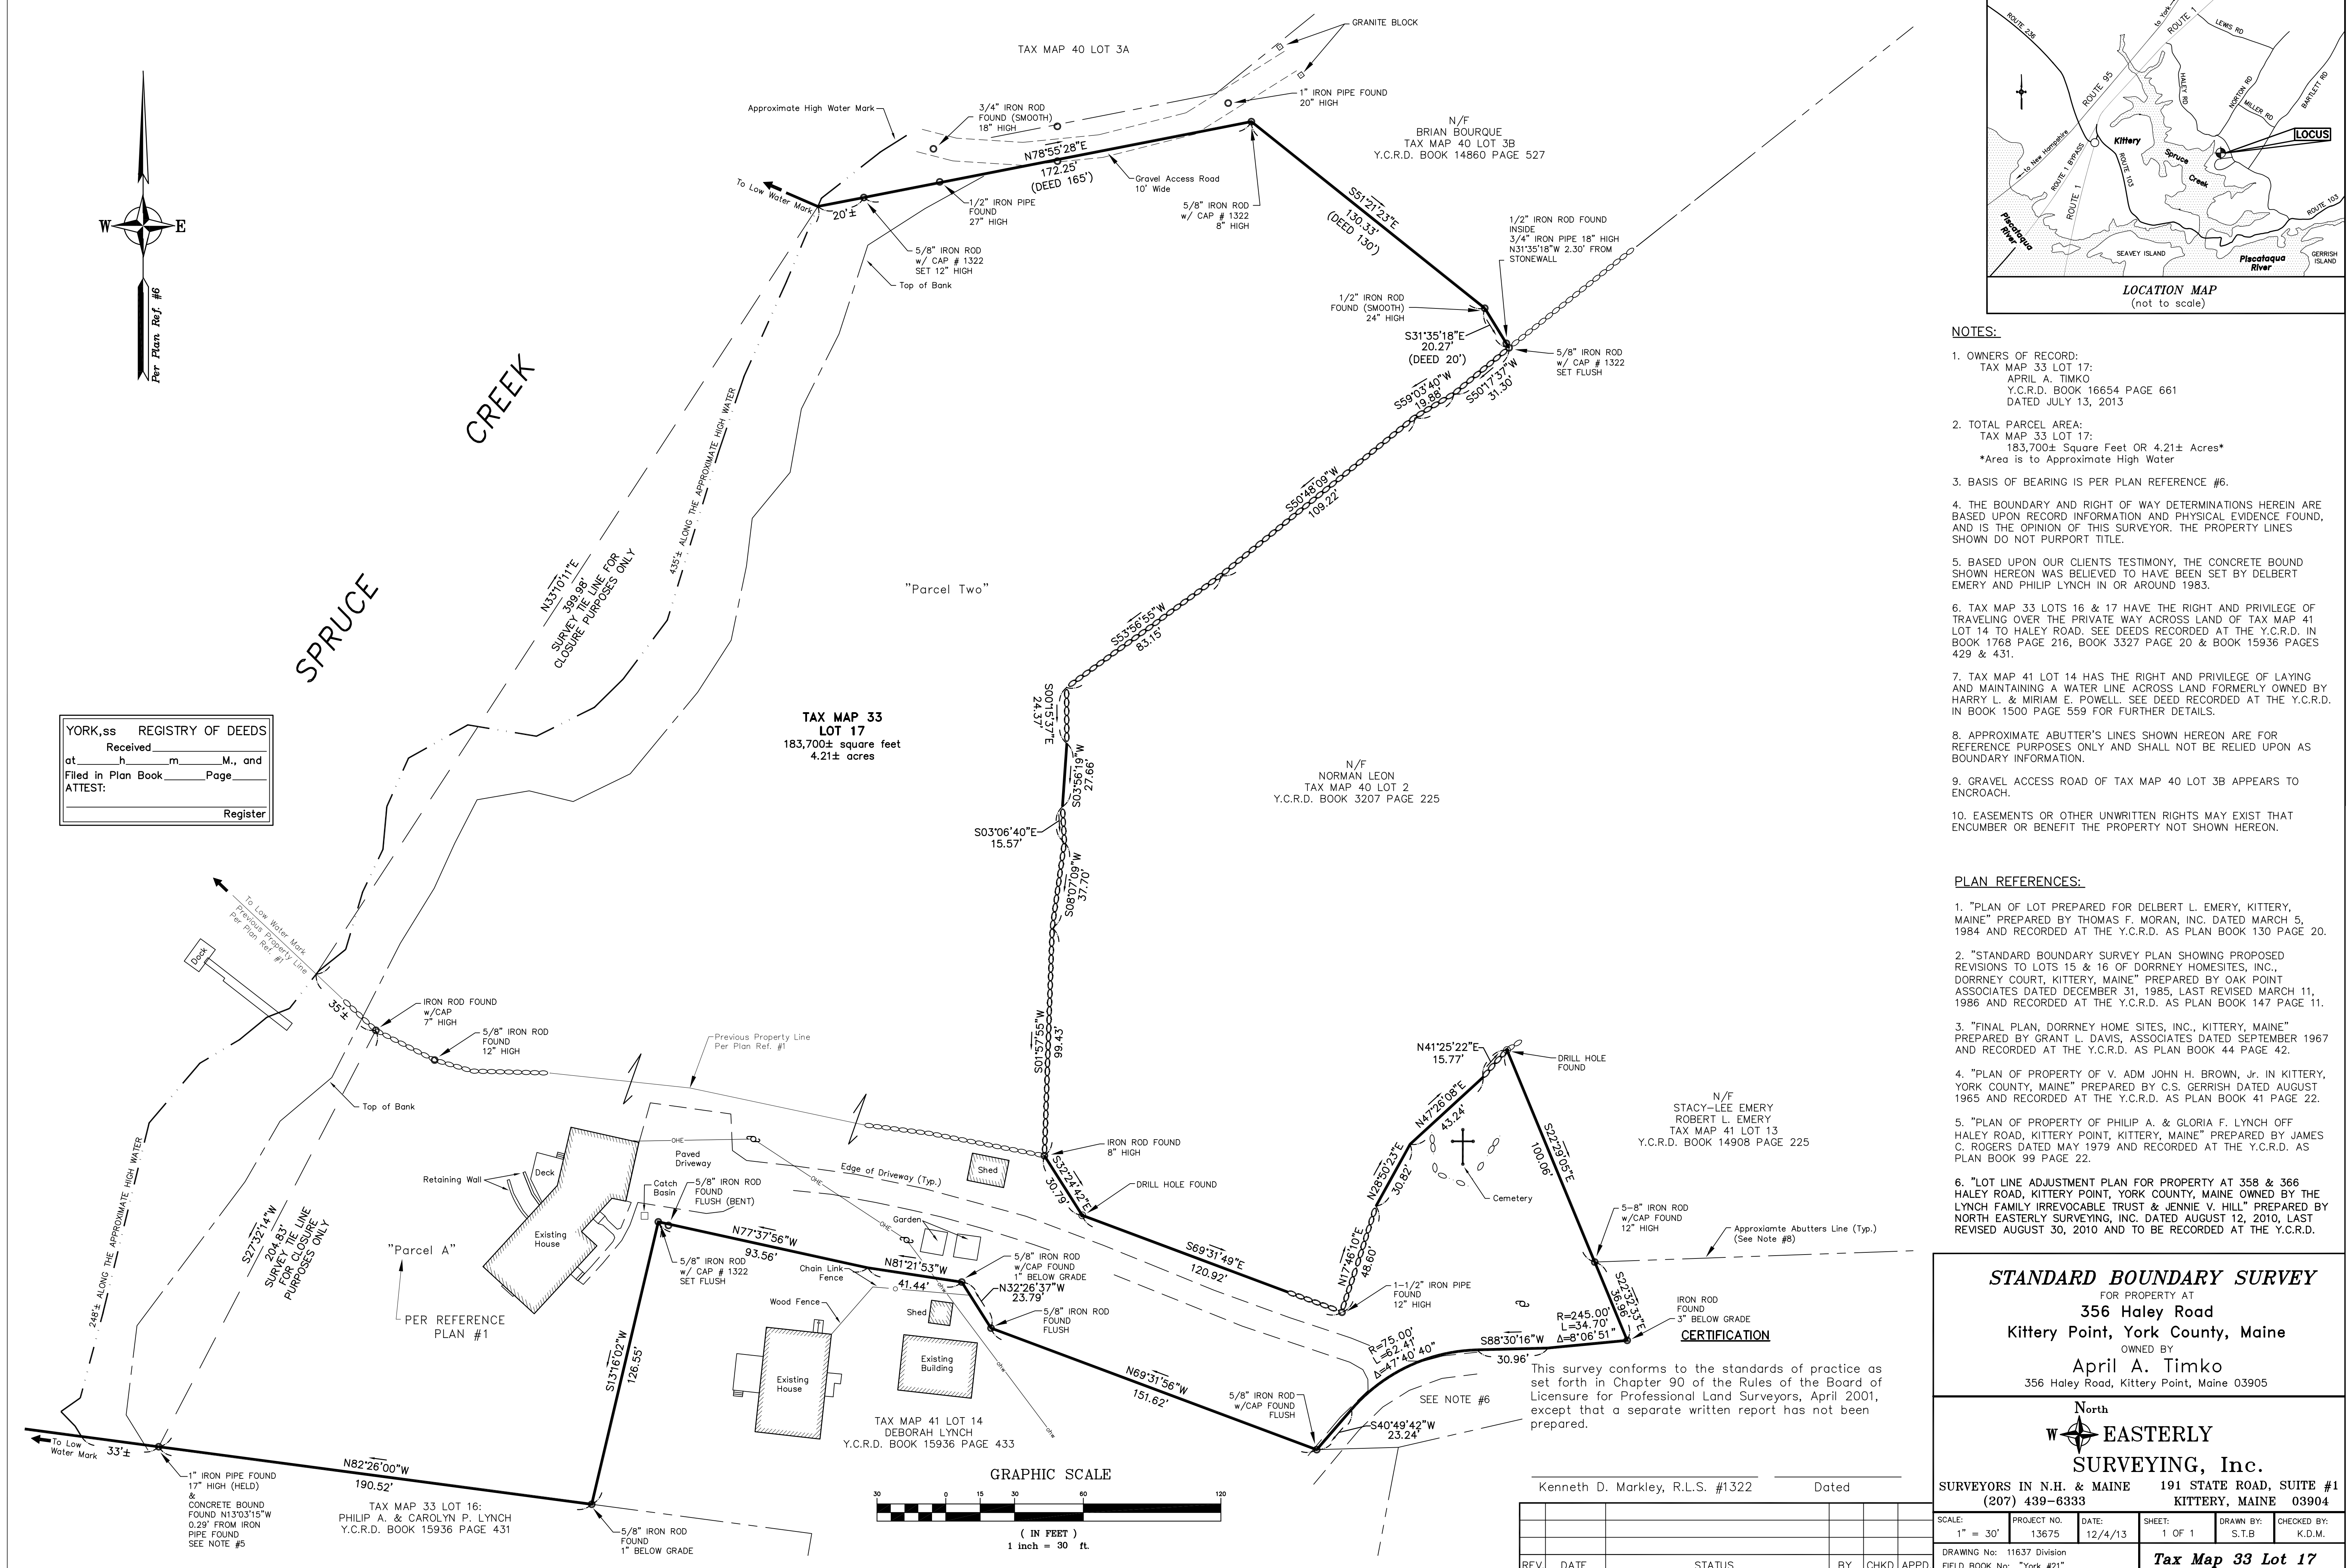 TAX MAP 40 LOT 3A
GRANITE BLOCK
Approximate High Water Mark
3/4" IRON ROD
FOUND (SMOOTH)
18" HIGH
1" IRON PIPE FOUND
20" HIGH
N/F
BRIAN BOURQUE
TAX MAP 40 LOT 3B
Y.C.R.D. BOOK 14860 PAGE 527
N78°55'28"E
172.25'
(DEED 165')
To Low Water Mark
20'±
1/2" IRON PIPE
FOUND
27" HIGH
Gravel Access Road
10' Wide
5/8" IRON ROD
w/ CAP # 1322
8" HIGH
5/8" IRON ROD
w/ CAP # 1322
SET 12" HIGH
Top of Bank
S51°21'23"E
130.33'
(DEED 130')
1/2" IRON ROD FOUND
INSIDE
3/4" IRON PIPE 18" HIGH
N31°35'18"W 2.30' FROM
STONEWALL
1/2" IRON ROD
FOUND (SMOOTH)
24" HIGH
S31°35'18"E
20.27'
(DEED 20')
5/8" IRON ROD
w/ CAP # 1322
SET FLUSH
S59°03'40"W
19.88'
S50°17'37"W
31.30'
S50°48'09"W
109.22'
S53°56'55"W
83.15'
W
E
Per Plan Ref. #6
SPRUCE
CREEK
435'± ALONG THE APPROXIMATE HIGH WATER
N33°10'11"E
399.98'
SURVEY TIE LINE FOR
CLOSURE PURPOSES ONLY
"Parcel Two"
TAX MAP 33
LOT 17
183,700± square feet
4.21± acres
S00°15'37"E
24.37'
S03°56'19"W
27.66'
S03°06'40"E
15.57'
S08°07'09"W
37.70'
S01°57'55"W
99.43'
N/F
NORMAN LEON
TAX MAP 40 LOT 2
Y.C.R.D. BOOK 3207 PAGE 225
YORK,ss REGISTRY OF DEEDS
Received
at h m M., and
Filed in Plan Book Page
ATTEST:
Register
To Low Water Mark
Previous Property Line
Per Plan Ref. #1
Dock
35'±
IRON ROD FOUND
w/CAP
7" HIGH
5/8" IRON ROD
FOUND
12" HIGH
Previous Property Line
Per Plan Ref. #1
Top of Bank
248'± ALONG THE APPROXIMATE HIGH WATER
S27°32'14"W
204.83'
SURVEY TIE LINE
FOR CLOSURE
PURPOSES ONLY
Retaining Wall
Deck
Existing
House
OHE
Paved
Driveway
Catch
Basin
5/8" IRON ROD
FOUND
FLUSH (BENT)
Edge of Driveway (Typ.)
OHE
OHE
Shed
Garden
IRON ROD FOUND
8" HIGH
S32°24'42"E
30.79'
DRILL HOLE FOUND
S69°31'49"E
120.92'
N77°37'56"W
93.56'
5/8" IRON ROD
w/ CAP # 1322
SET FLUSH
N81°21'53"W
41.44'
Chain Link
Fence
Wood Fence
Shed
5/8" IRON ROD
w/CAP FOUND
1" BELOW GRADE
N32°26'37"W
23.79'
5/8" IRON ROD
FOUND
FLUSH
ohw
Existing
House
Existing
Building
N69°31'56"W
151.62'
ohw
S13°16'02"W
126.55'
"Parcel A"
PER REFERENCE
PLAN #1
TAX MAP 41 LOT 14
DEBORAH LYNCH
Y.C.R.D. BOOK 15936 PAGE 433
N41°25'22"E
15.77'
DRILL HOLE
FOUND
N47°26'08"E
43.24'
N28°50'23"E
30.82'
N17°46'10"E
48.60'
Cemetery
S22°29'05"E
100.06'
N/F
STACY-LEE EMERY
ROBERT L. EMERY
TAX MAP 41 LOT 13
Y.C.R.D. BOOK 14908 PAGE 225
5-8" IRON ROD
w/CAP FOUND
12" HIGH
Approxiamte Abutters Line (Typ.)
(See Note #8)
1-1/2" IRON PIPE
FOUND
12" HIGH
S22°32'33"E
36.96'
IRON ROD
FOUND
3" BELOW GRADE
R=245.00'
L=34.70'
Δ=8°06'51"
S88°30'16"W
30.96'
R=75.00'
L=62.41'
Δ=47°40'40"
SEE NOTE #6
5/8" IRON ROD
w/CAP FOUND
FLUSH
S40°49'42"W
23.24'
To Low
Water Mark
33'±
N82°26'00"W
190.52'
1" IRON PIPE FOUND
17" HIGH (HELD)
&
CONCRETE BOUND
FOUND N13°03'15"W
0.29' FROM IRON
PIPE FOUND
SEE NOTE #5
TAX MAP 33 LOT 16:
PHILIP A. & CAROLYN P. LYNCH
Y.C.R.D. BOOK 15936 PAGE 431
5/8" IRON ROD
FOUND
1" BELOW GRADE
GRAPHIC SCALE
30 0 15 30 60 120
( IN FEET )
1 inch = 30 ft.
CERTIFICATION
This survey conforms to the standards of practice as
set forth in Chapter 90 of the Rules of the Board of
Licensure for Professional Land Surveyors, April 2001,
except that a separate written report has not been
prepared.
Kenneth D. Markley, R.L.S. #1322 Dated
REV. DATE STATUS BY CHKD APPD
ROUTE 236
to York
ROUTE 1
LEWIS RD
ROUTE 95
HALEY RD
NORTON RD
MILLER RD
BARTLETT RD
LOCUS
Kittery
to New Hampshire
ROUTE 1 BYPASS
ROUTE 1
ROUTE 103
Spruce
Creek
ROUTE 103
Piscataqua
River
SEAVEY ISLAND
Piscataqua
River
GERRISH
ISLAND
LOCATION MAP
(not to scale)
NOTES:
1. OWNERS OF RECORD:
TAX MAP 33 LOT 17:
APRIL A. TIMKO
Y.C.R.D. BOOK 16654 PAGE 661
DATED JULY 13, 2013
2. TOTAL PARCEL AREA:
TAX MAP 33 LOT 17:
183,700± Square Feet OR 4.21± Acres*
*Area is to Approximate High Water
3. BASIS OF BEARING IS PER PLAN REFERENCE #6.
4. THE BOUNDARY AND RIGHT OF WAY DETERMINATIONS HEREIN ARE
BASED UPON RECORD INFORMATION AND PHYSICAL EVIDENCE FOUND,
AND IS THE OPINION OF THIS SURVEYOR. THE PROPERTY LINES
SHOWN DO NOT PURPORT TITLE.
5. BASED UPON OUR CLIENTS TESTIMONY, THE CONCRETE BOUND
SHOWN HEREON WAS BELIEVED TO HAVE BEEN SET BY DELBERT
EMERY AND PHILIP LYNCH IN OR AROUND 1983.
6. TAX MAP 33 LOTS 16 & 17 HAVE THE RIGHT AND PRIVILEGE OF
TRAVELING OVER THE PRIVATE WAY ACROSS LAND OF TAX MAP 41
LOT 14 TO HALEY ROAD. SEE DEEDS RECORDED AT THE Y.C.R.D. IN
BOOK 1768 PAGE 216, BOOK 3327 PAGE 20 & BOOK 15936 PAGES
429 & 431.
7. TAX MAP 41 LOT 14 HAS THE RIGHT AND PRIVILEGE OF LAYING
AND MAINTAINING A WATER LINE ACROSS LAND FORMERLY OWNED BY
HARRY L. & MIRIAM E. POWELL. SEE DEED RECORDED AT THE Y.C.R.D.
IN BOOK 1500 PAGE 559 FOR FURTHER DETAILS.
8. APPROXIMATE ABUTTER'S LINES SHOWN HEREON ARE FOR
REFERENCE PURPOSES ONLY AND SHALL NOT BE RELIED UPON AS
BOUNDARY INFORMATION.
9. GRAVEL ACCESS ROAD OF TAX MAP 40 LOT 3B APPEARS TO
ENCROACH.
10. EASEMENTS OR OTHER UNWRITTEN RIGHTS MAY EXIST THAT
ENCUMBER OR BENEFIT THE PROPERTY NOT SHOWN HEREON.
PLAN REFERENCES:
1. "PLAN OF LOT PREPARED FOR DELBERT L. EMERY, KITTERY,
MAINE" PREPARED BY THOMAS F. MORAN, INC. DATED MARCH 5,
1984 AND RECORDED AT THE Y.C.R.D. AS PLAN BOOK 130 PAGE 20.
2. "STANDARD BOUNDARY SURVEY PLAN SHOWING PROPOSED
REVISIONS TO LOTS 15 & 16 OF DORRNEY HOMESITES, INC.,
DORRNEY COURT, KITTERY, MAINE" PREPARED BY OAK POINT
ASSOCIATES DATED DECEMBER 31, 1985, LAST REVISED MARCH 11,
1986 AND RECORDED AT THE Y.C.R.D. AS PLAN BOOK 147 PAGE 11.
3. "FINAL PLAN, DORRNEY HOME SITES, INC., KITTERY, MAINE"
PREPARED BY GRANT L. DAVIS, ASSOCIATES DATED SEPTEMBER 1967
AND RECORDED AT THE Y.C.R.D. AS PLAN BOOK 44 PAGE 42.
4. "PLAN OF PROPERTY OF V. ADM JOHN H. BROWN, Jr. IN KITTERY,
YORK COUNTY, MAINE" PREPARED BY C.S. GERRISH DATED AUGUST
1965 AND RECORDED AT THE Y.C.R.D. AS PLAN BOOK 41 PAGE 22.
5. "PLAN OF PROPERTY OF PHILIP A. & GLORIA F. LYNCH OFF
HALEY ROAD, KITTERY POINT, KITTERY, MAINE" PREPARED BY JAMES
C. ROGERS DATED MAY 1979 AND RECORDED AT THE Y.C.R.D. AS
PLAN BOOK 99 PAGE 22.
6. "LOT LINE ADJUSTMENT PLAN FOR PROPERTY AT 358 & 366
HALEY ROAD, KITTERY POINT, YORK COUNTY, MAINE OWNED BY THE
LYNCH FAMILY IRREVOCABLE TRUST & JENNIE V. HILL" PREPARED BY
NORTH EASTERLY SURVEYING, INC. DATED AUGUST 12, 2010, LAST
REVISED AUGUST 30, 2010 AND TO BE RECORDED AT THE Y.C.R.D.
STANDARD BOUNDARY SURVEY
FOR PROPERTY AT
356 Haley Road
Kittery Point, York County, Maine
OWNED BY
April A. Timko
356 Haley Road, Kittery Point, Maine 03905
North
W EASTERLY
SURVEYING, Inc.
SURVEYORS IN N.H. & MAINE 191 STATE ROAD, SUITE #1
(207) 439-6333 KITTERY, MAINE 03904
SCALE: PROJECT NO. DATE: SHEET: DRAWN BY: CHECKED BY:
1" = 30' 13675 12/4/13 1 OF 1 S.T.B K.D.M.
DRAWING No: 11637 Division
FIELD BOOK No: "York #21"
Tax Map 33 Lot 17